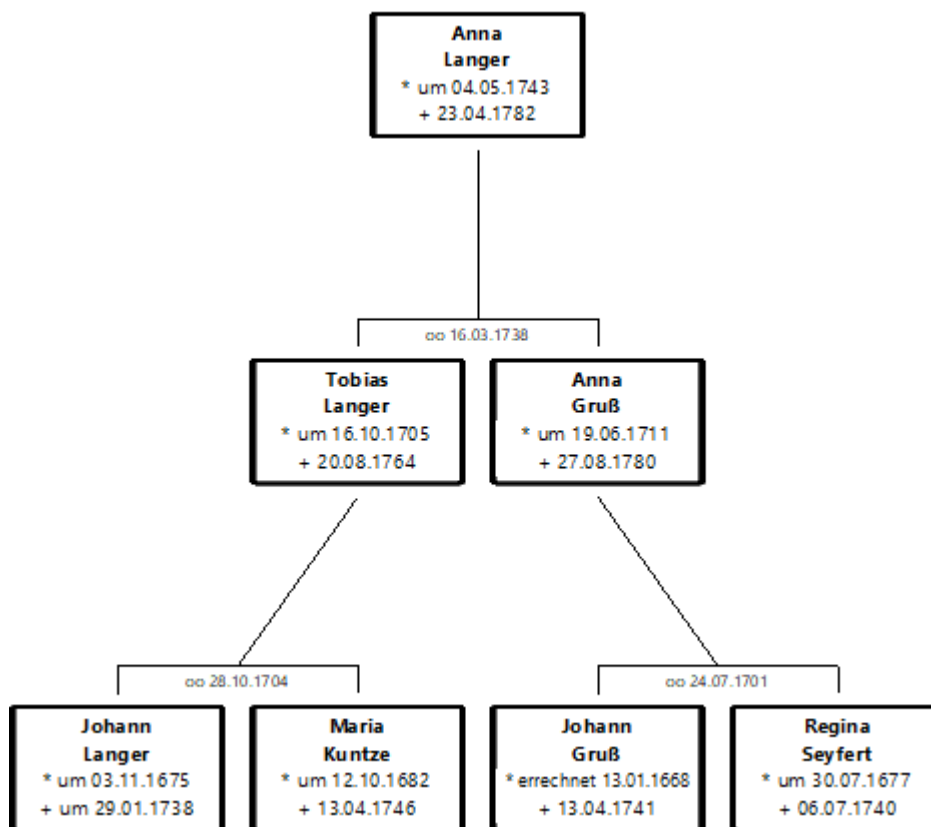 Anna
Langer
* um 04.05.1743
+ 23.04.1782
oo 16.03.1738
Tobias
Langer
* um 16.10.1705
+ 20.08.1764
Anna
Gruß
* um 19.06.1711
+ 27.08.1780
oo 28.10.1704
oo 24.07.1701
Johann
Langer
* um 03.11.1675
+ um 29.01.1738
Maria
Kuntze
* um 12.10.1682
+ 13.04.1746
Johann
Gruß
* errechnet 13.01.1668
+ 13.04.1741
Regina
Seyfert
* um 30.07.1677
+ 06.07.1740